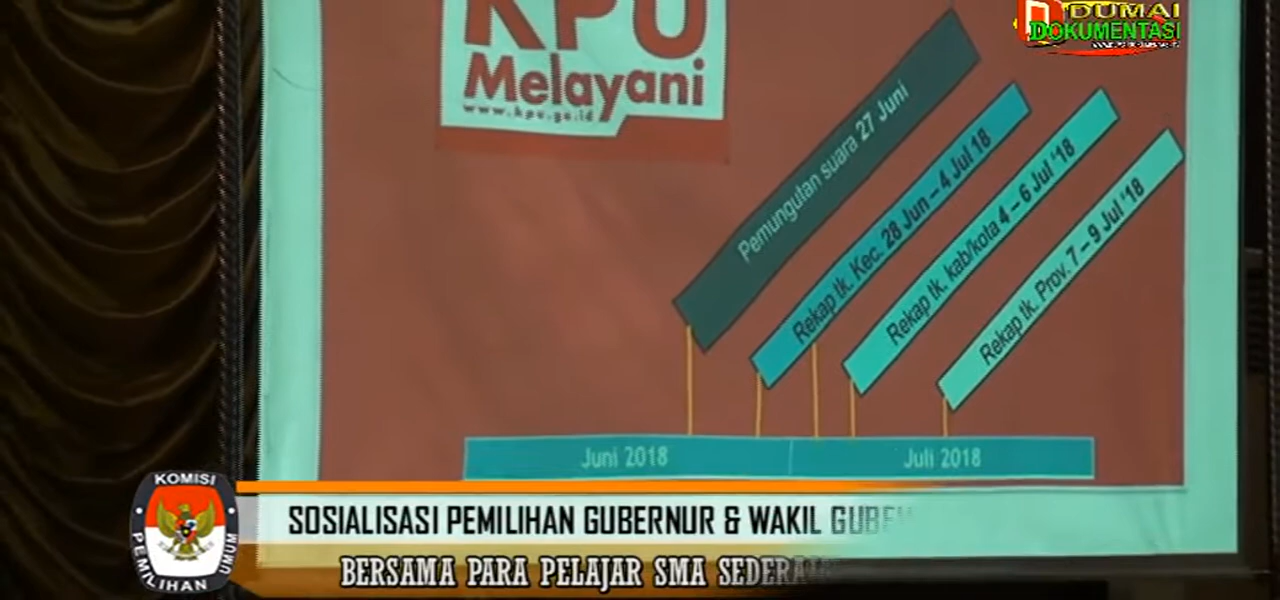 KPU
Melayani
www.kpu.go.id
DUMAI
DOKUMENTASI
Pemungutan suara 27 Juni
Rekap tk. Kec. 28 Jun – 4 Jul 18
Rekap tk. kab/kota 4 – 6 Jul '18
Rekap tk. Prov. 7 – 9 Jul '18
Juni 2018
Juli 2018
KOMISI
PEMILIHAN
UMUM
SOSIALISASI PEMILIHAN GUBERNUR & WAKIL
BERSAMA PARA PELAJAR SMA